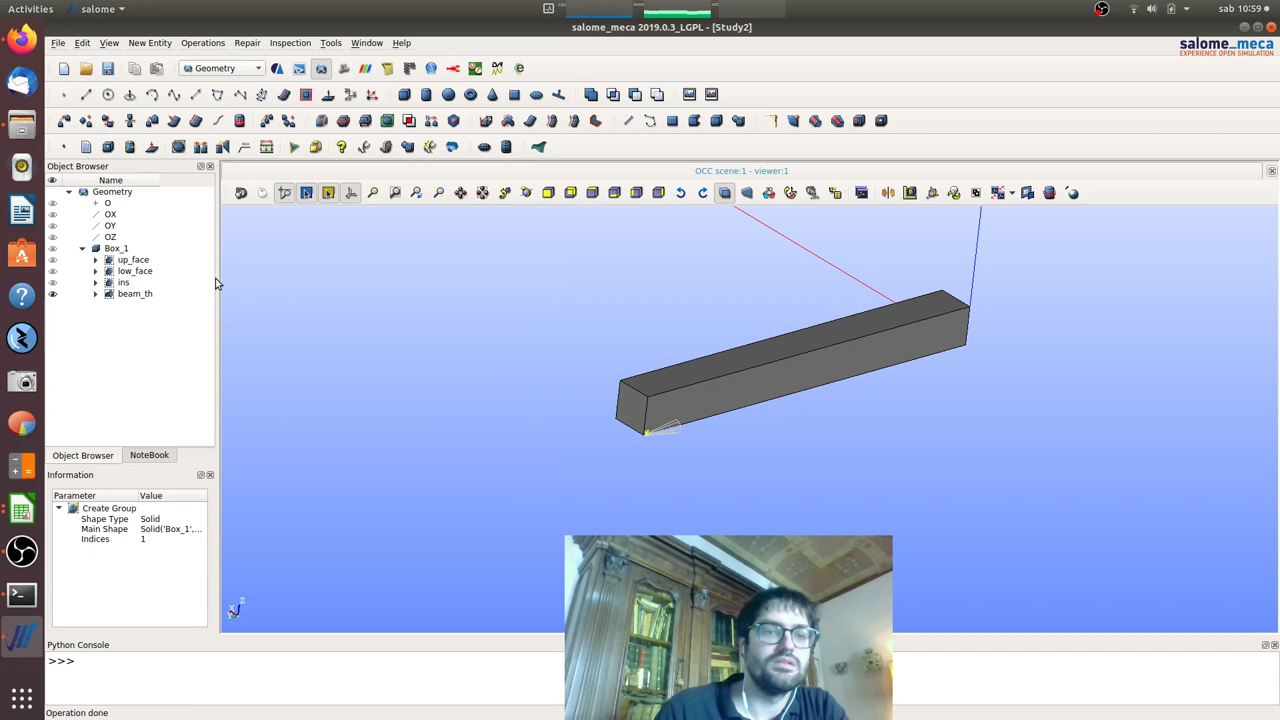 Activities
salome
sab 10:59
salome_meca 2019.0.3_LGPL - [Study2]
File Edit View New Entity Operations Repair Inspection Tools Window Help
salome_meca
EXPERIENCE OPEN SIMULATION
Geometry
Object Browser
OCC scene:1 - viewer:1
Name
Geometry
O
OX
OY
OZ
Box_1
up_face
low_face
ins
beam_th
Object Browser NoteBook
Information
Parameter Value
Create Group
Shape Type Solid
Main Shape Solid('Box_1',...
Indices 1
Z
X
Python Console
>>>
Operation done